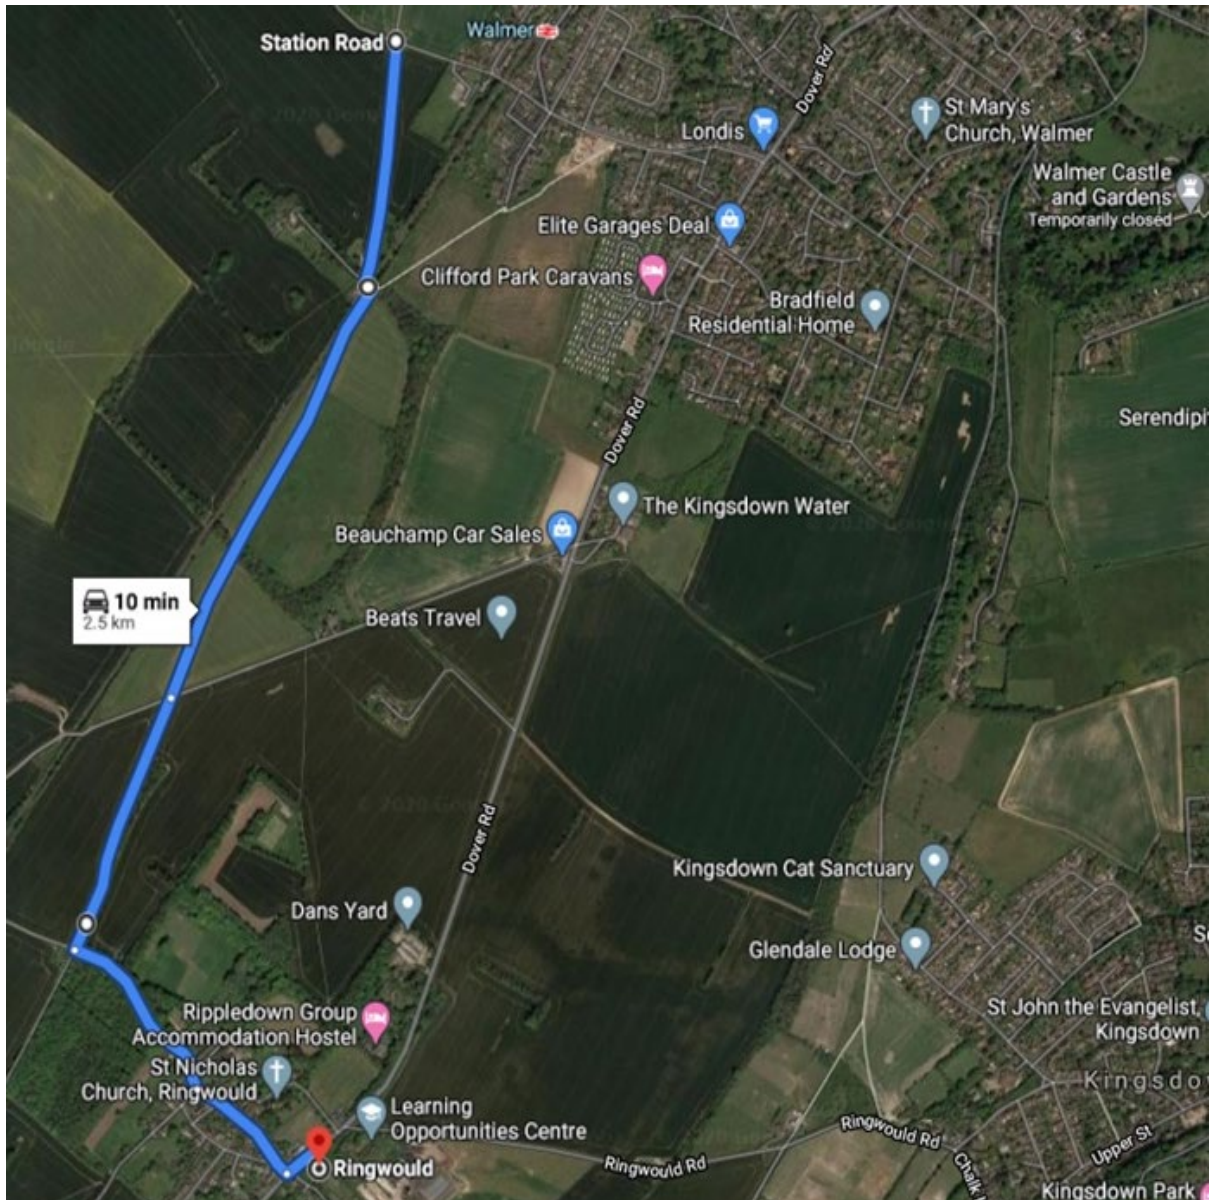 Station Road
Walmer
Dover Rd
Londis
St Mary's
Church, Walmer
Walmer Castle
and Gardens
Temporarily closed
Elite Garages Deal
Clifford Park Caravans
Bradfield
Residential Home
Dover Rd
Serendipi
The Kingsdown Water
Beauchamp Car Sales
10 min
2.5 km
Beats Travel
Dover Rd
Kingsdown Cat Sanctuary
Dans Yard
Glendale Lodge
S
Rippledown Group
Accommodation Hostel
St John the Evangelist,
Kingsdown
St Nicholas
Church, Ringwould
Kingsdo
Learning
Opportunities Centre
Ringwould Rd
Upper St
Ringwould
Ringwould Rd
Chalk
Kingsdown Park